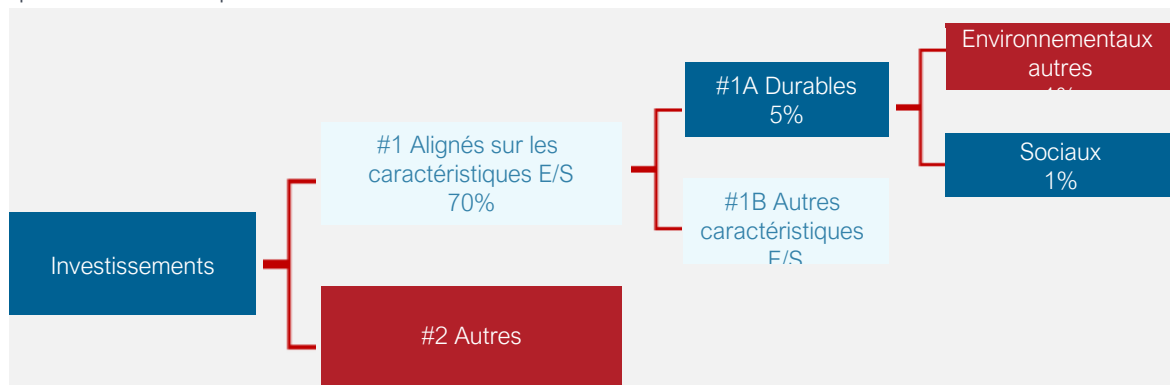 Environnementaux
autres
#1A Durables
5%
#1 Alignés sur les
caractéristiques E/S
70%
Sociaux
1%
#1B Autres
caractéristiques
E/S
Investissements
#2 Autres